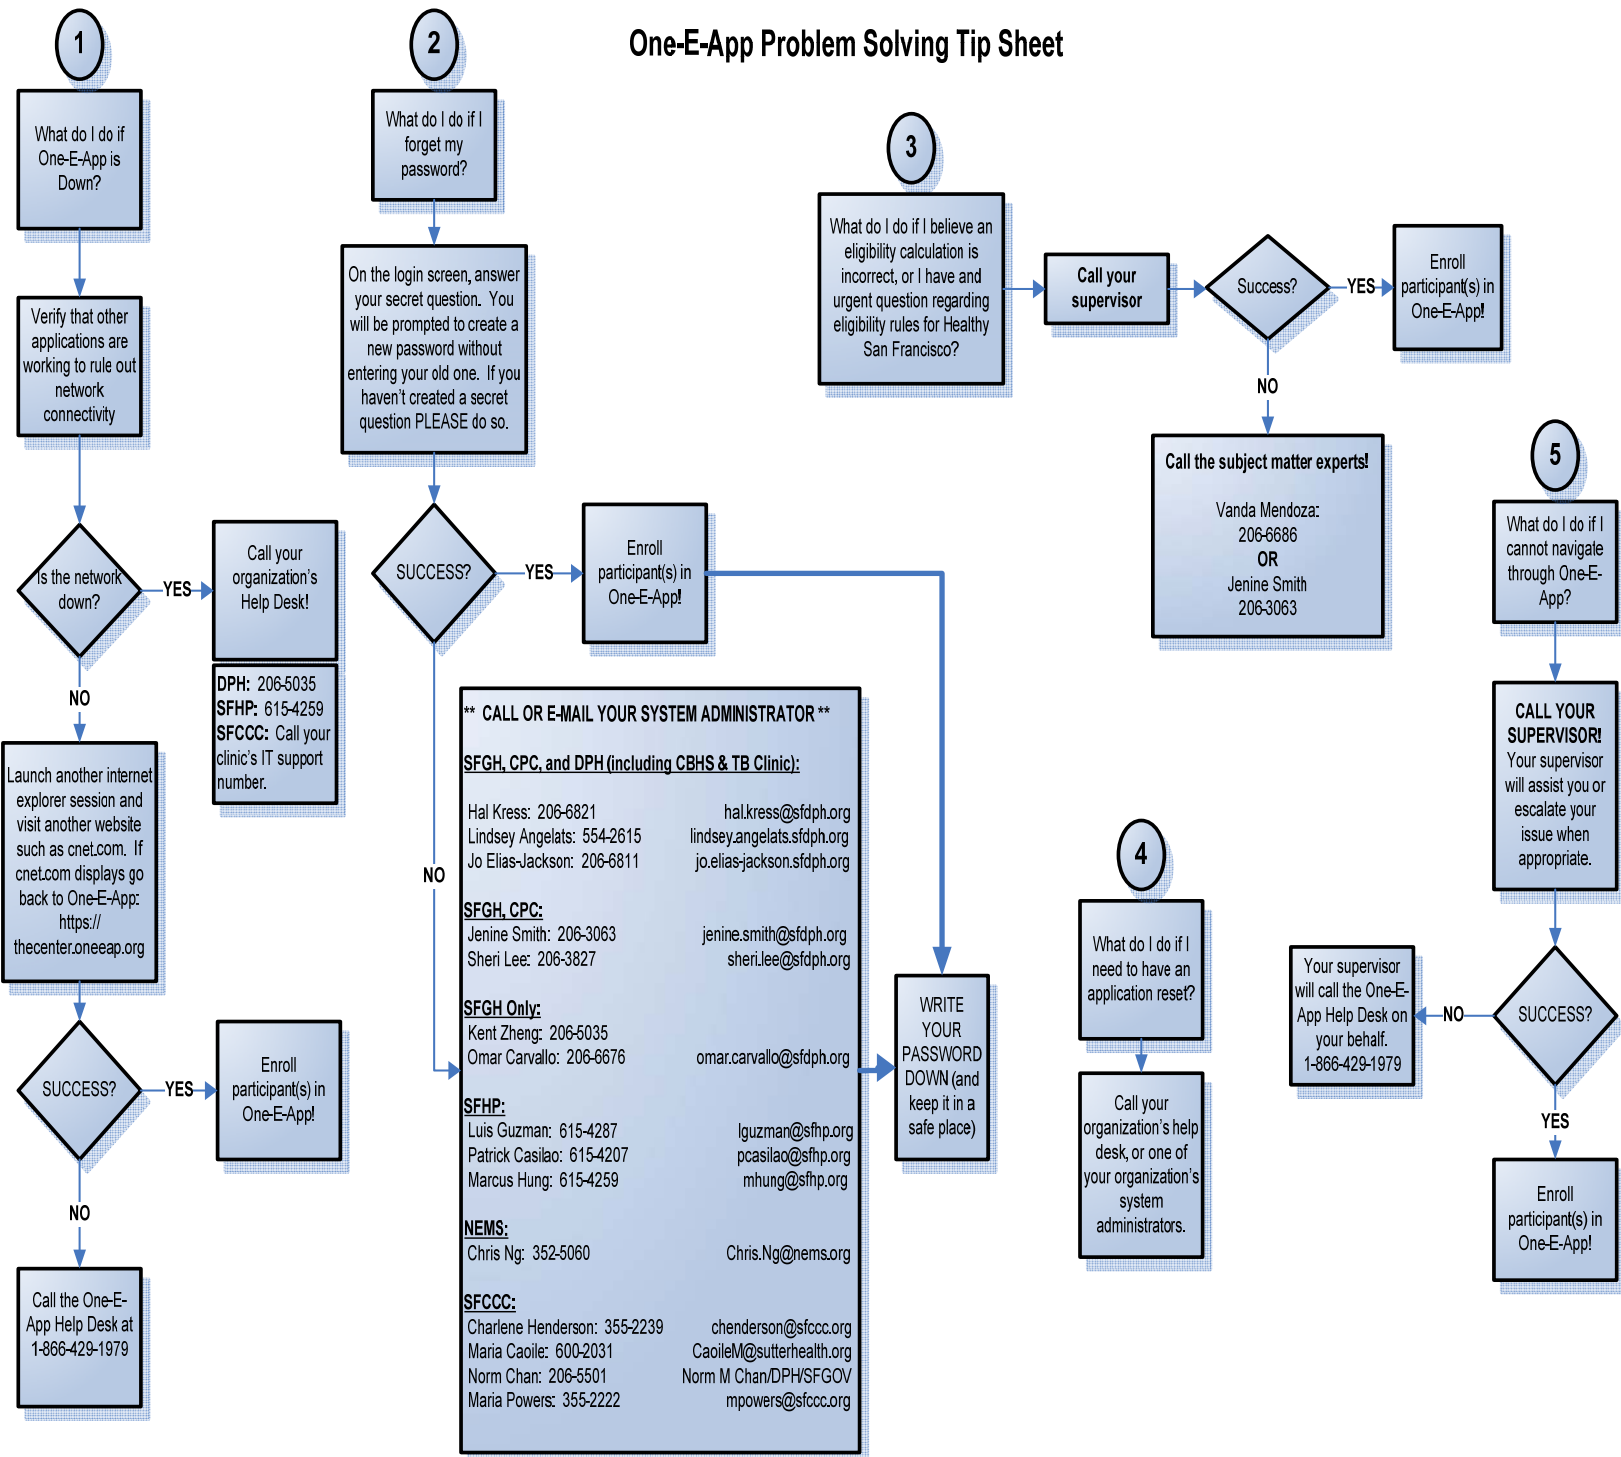 One-E-App Problem Solving Tip Sheet
1
What do I do if
One-E-App is
Down?
Verify that other
applications are
working to rule out
network
connectivity
Is the network
down?
YES
Call your
organization's
Help Desk!
DPH: 206-5035
SFHP: 615-4259
SFCCC: Call your
clinic's IT support
number.
NO
Launch another internet
explorer session and
visit another website
such as cnet.com. If
cnet.com displays go
back to One-E-App:
https://
thecenter.oneeap.org
SUCCESS?
YES
Enroll
participant(s) in
One-E-App!
NO
Call the One-E-
App Help Desk at
1-866-429-1979
2
What do I do if I
forget my
password?
On the login screen, answer
your secret question. You
will be prompted to create a
new password without
entering your old one. If you
haven't created a secret
question PLEASE do so.
SUCCESS?
YES
Enroll
participant(s) in
One-E-App!
NO
** CALL OR E-MAIL YOUR SYSTEM ADMINISTRATOR **
SFGH, CPC, and DPH (including CBHS & TB Clinic):
Hal Kress: 206-6821 hal.kress@sfdph.org
Lindsey Angelats: 554-2615 lindsey.angelats.sfdph.org
Jo Elias-Jackson: 206-6811 jo.elias-jackson.sfdph.org
SFGH, CPC:
Jenine Smith: 206-3063 jenine.smith@sfdph.org
Sheri Lee: 206-3827 sheri.lee@sfdph.org
SFGH Only:
Kent Zheng: 206-5035
Omar Carvallo: 206-6676 omar.carvallo@sfdph.org
SFHP:
Luis Guzman: 615-4287 lguzman@sfhp.org
Patrick Casilao: 615-4207 pcasilao@sfhp.org
Marcus Hung: 615-4259 mhung@sfhp.org
NEMS:
Chris Ng: 352-5060 Chris.Ng@nems.org
SFCCC:
Charlene Henderson: 355-2239 chenderson@sfccc.org
Maria Caoile: 600-2031 CaoileM@sutterhealth.org
Norm Chan: 206-5501 Norm M Chan/DPH/SFGOV
Maria Powers: 355-2222 mpowers@sfccc.org
WRITE
YOUR
PASSWORD
DOWN (and
keep it in a
safe place)
3
What do I do if I believe an
eligibility calculation is
incorrect, or I have and
urgent question regarding
eligibility rules for Healthy
San Francisco?
Call your
supervisor
Success?
YES
Enroll
participant(s) in
One-E-App!
NO
Call the subject matter experts!
Vanda Mendoza:
206-6686
OR
Jenine Smith
206-3063
4
What do I do if I
need to have an
application reset?
Call your
organization's help
desk, or one of
your organization's
system
administrators.
5
What do I do if I
cannot navigate
through One-E-
App?
CALL YOUR
SUPERVISOR!
Your supervisor
will assist you or
escalate your
issue when
appropriate.
SUCCESS?
NO
Your supervisor
will call the One-E-
App Help Desk on
your behalf.
1-866-429-1979
YES
Enroll
participant(s) in
One-E-App!